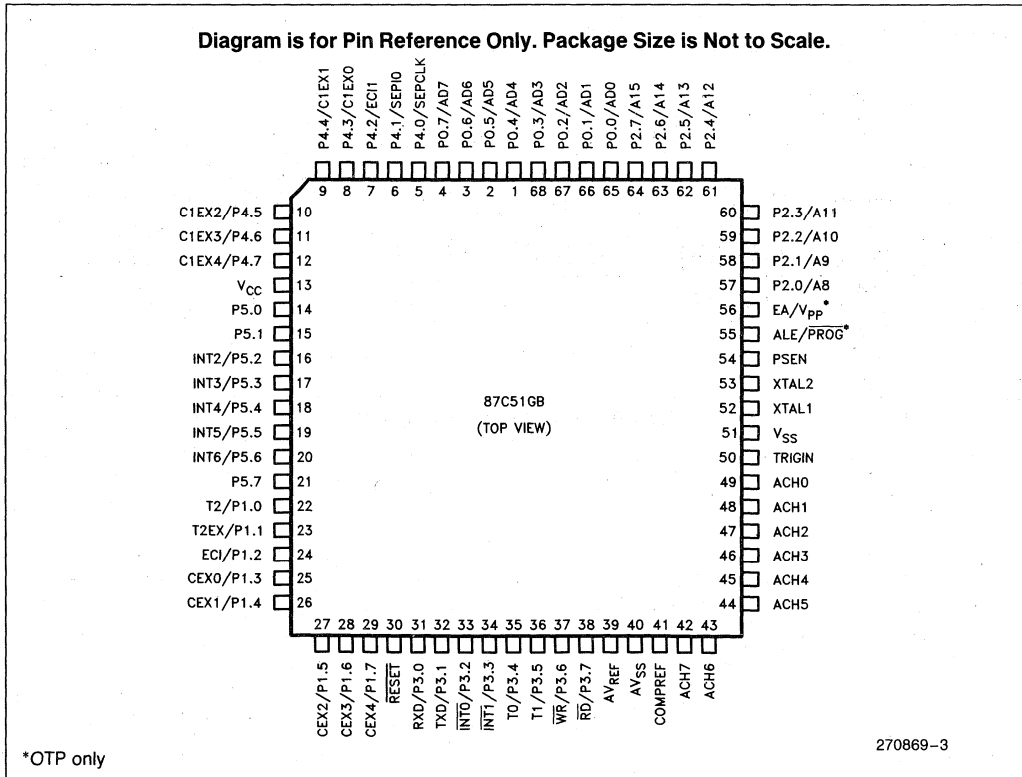 Diagram is for Pin Reference Only. Package Size is Not to Scale.
P4.4/C1EX1
P4.3/C1EX0
P4.2/ECI1
P4.1/SEPIO
P4.0/SEPCLK
P0.7/AD7
P0.6/AD6
P0.5/AD5
P0.4/AD4
P0.3/AD3
P0.2/AD2
P0.1/AD1
P0.0/AD0
P2.7/A15
P2.6/A14
P2.5/A13
P2.4/A12
9 8 7 6 5 4 3 2 1 68 67 66 65 64 63 62 61
C1EX2/P4.5 10
C1EX3/P4.6 11
C1EX4/P4.7 12
VCC 13
P5.0 14
P5.1 15
INT2/P5.2 16
INT3/P5.3 17
INT4/P5.4 18
INT5/P5.5 19
INT6/P5.6 20
P5.7 21
T2/P1.0 22
T2EX/P1.1 23
ECI/P1.2 24
CEX0/P1.3 25
CEX1/P1.4 26
87C51GB
(TOP VIEW)
60 P2.3/A11
59 P2.2/A10
58 P2.1/A9
57 P2.0/A8
56 EA/VPP*
55 ALE/PROG*
54 PSEN
53 XTAL2
52 XTAL1
51 VSS
50 TRIGIN
49 ACH0
48 ACH1
47 ACH2
46 ACH3
45 ACH4
44 ACH5
27 28 29 30 31 32 33 34 35 36 37 38 39 40 41 42 43
CEX2/P1.5
CEX3/P1.6
CEX4/P1.7
RESET
RXD/P3.0
TXD/P3.1
INT0/P3.2
INT1/P3.3
T0/P3.4
T1/P3.5
WR/P3.6
RD/P3.7
AVREF
AVSS
COMPREF
ACH7
ACH6
*OTP only
270869–3